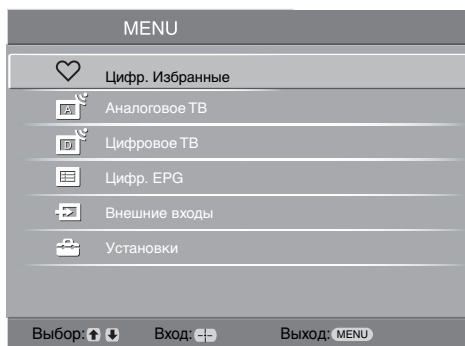 MENU
Цифр. Избранные
A Аналоговое ТВ
D Цифровое ТВ
Цифр. EPG
Внешние входы
Установки
Выбор: Вход: Выход: MENU